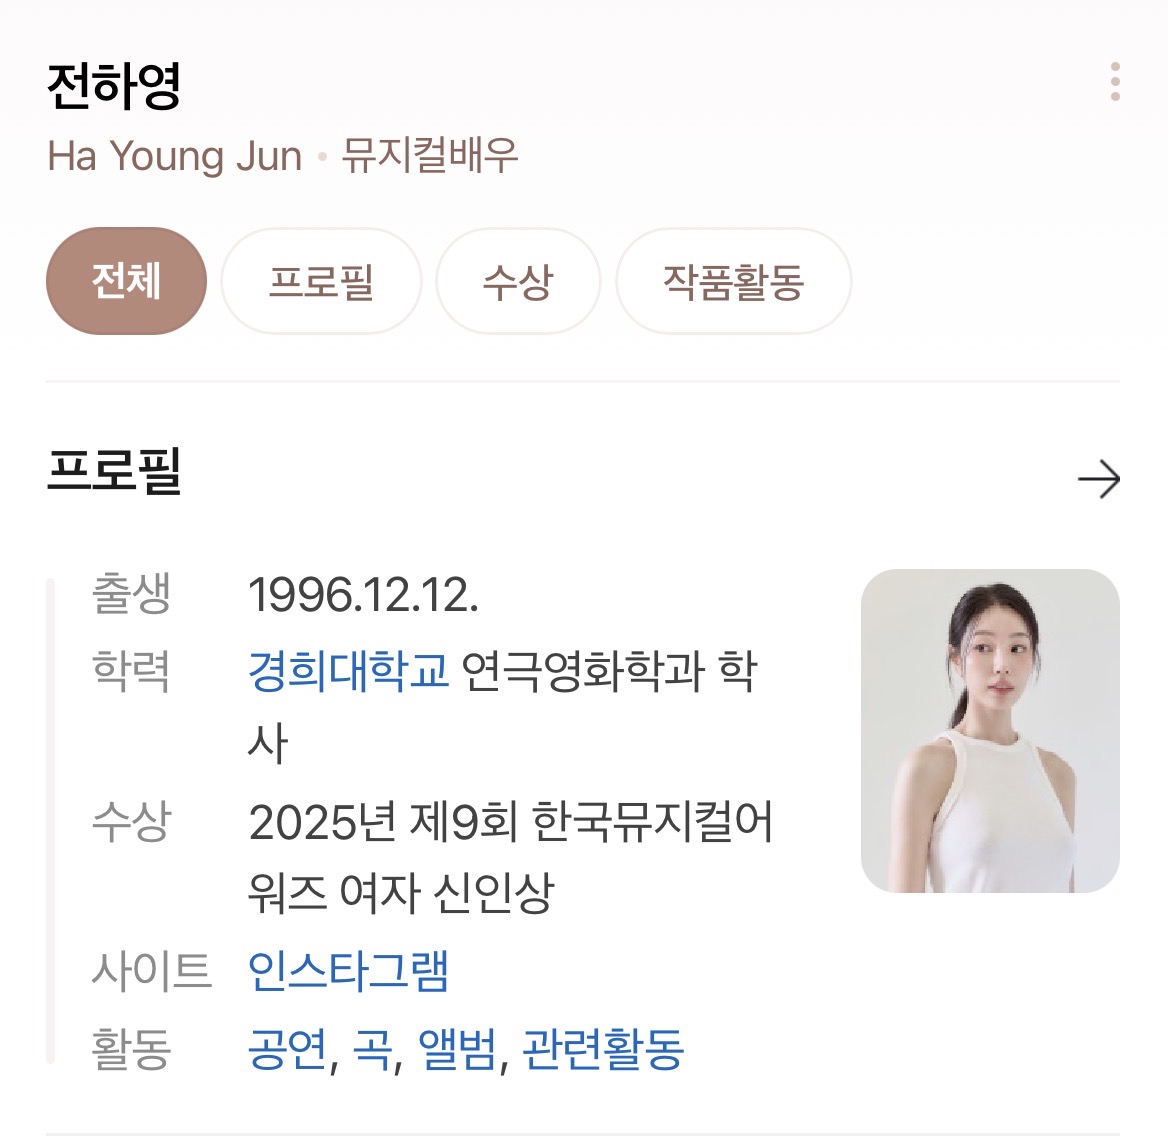 전하영
Ha Young Jun • 뮤지컬배우
전체 프로필 수상 작품활동
프로필
출생 1996.12.12.
학력 경희대학교 연극영화학과 학
사
수상 2025년 제9회 한국뮤지컬어
워즈 여자 신인상
사이트 인스타그램
활동 공연, 곡, 앨범, 관련활동